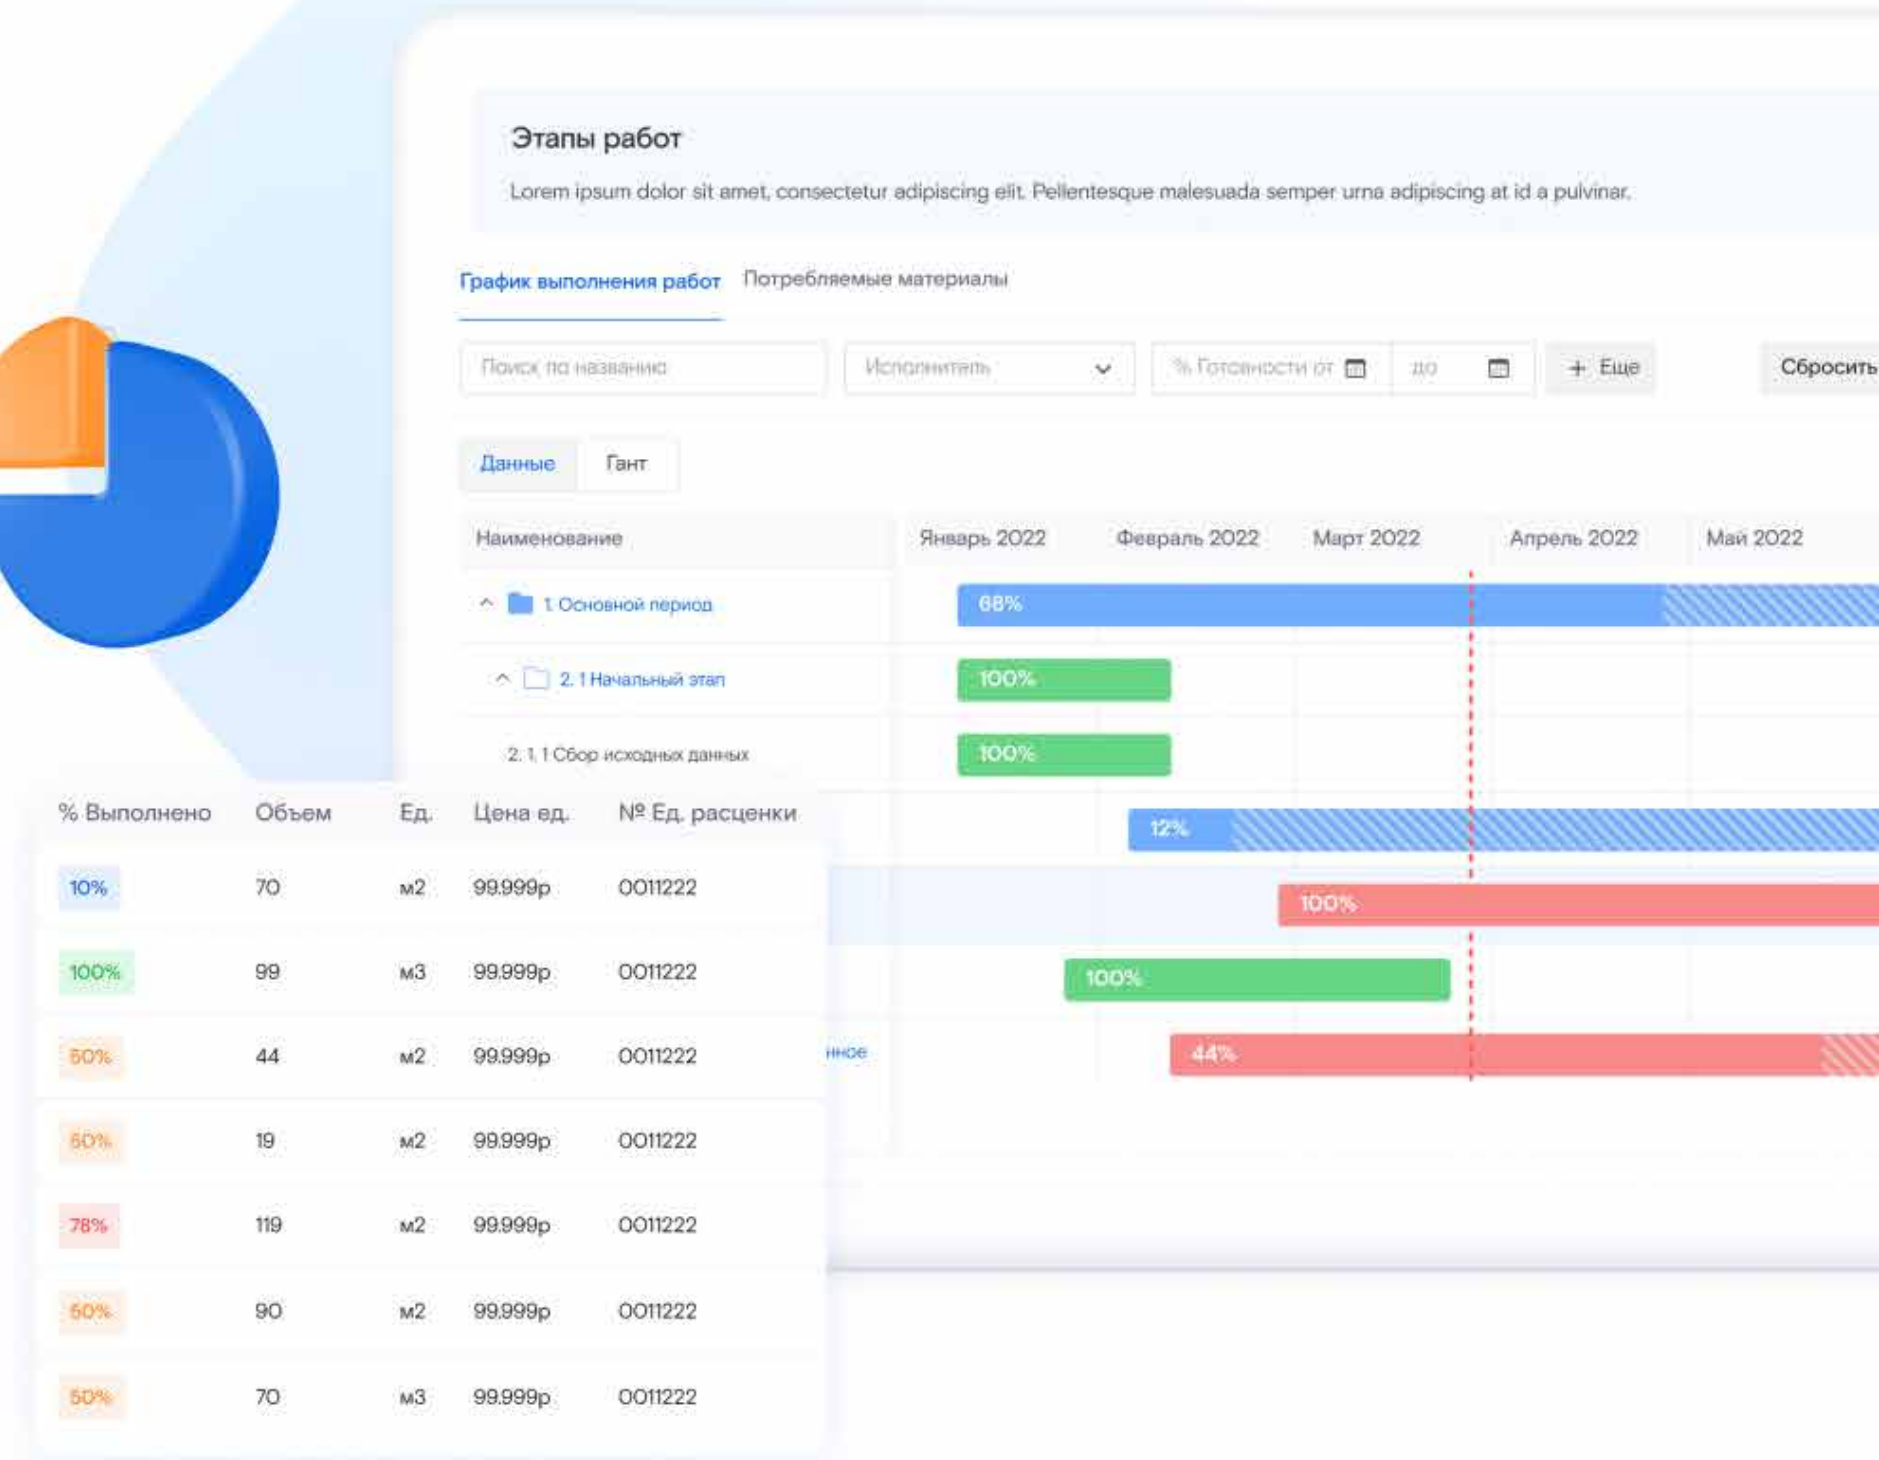 Этапы работ
Lorem ipsum dolor sit amet, consectetur adipiscing elit. Pellentesque malesuada semper urna adipiscing at id a pulvinar.
График выполнения работ Потребляемые материалы
Поиск по названию Исполнитель % Готовности от до + Еще Сбросить
Данные Гант
Наименование Январь 2022 Февраль 2022 Март 2022 Апрель 2022 Май 2022
1. Основной период 68%
2. 1 Начальный этап 100%
2. 1. 1 Сбор исходных данных 100%
12%
100%
100%
нное 44%
% Выполнено Объем Ед. Цена ед. № Ед. расценки
10% 70 м2 99.999р 0011222
100% 99 м3 99.999р 0011222
50% 44 м2 99.999р 0011222
50% 19 м2 99.999р 0011222
78% 119 м2 99.999р 0011222
50% 90 м2 99.999р 0011222
50% 70 м3 99.999р 0011222